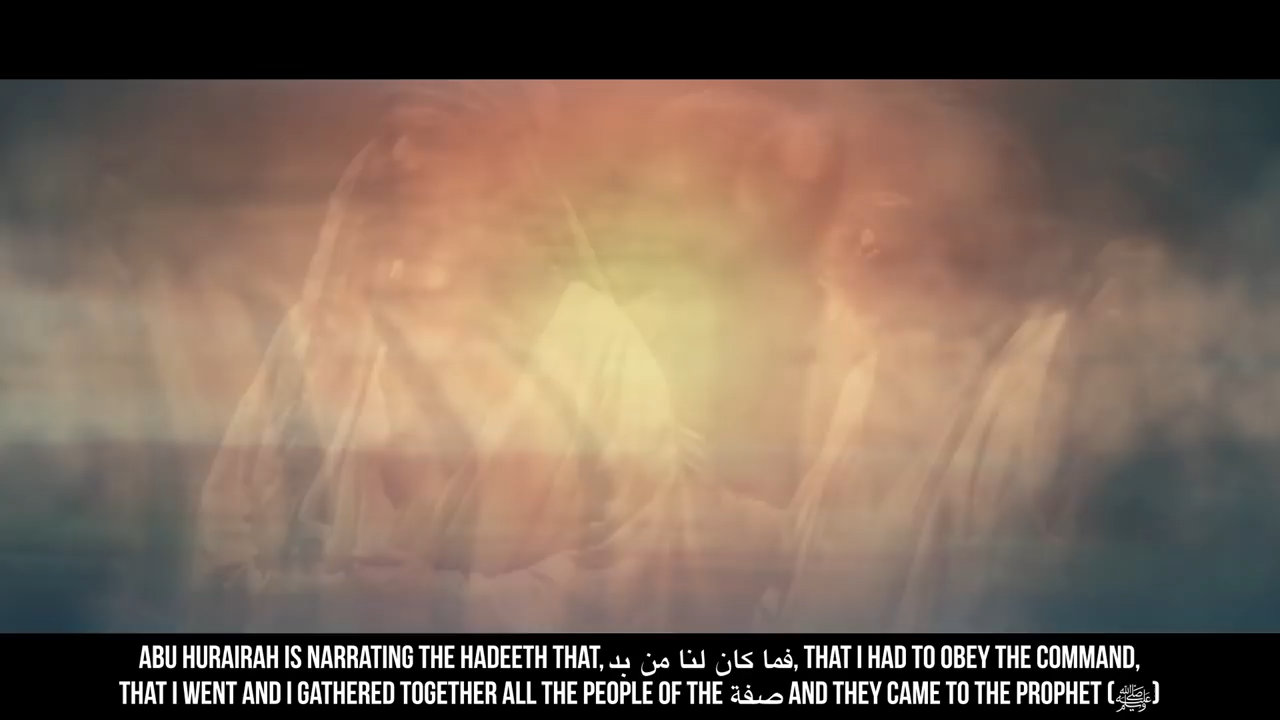 ABU HURAIRAH IS NARRATING THE HADEETH THAT, فما كان لنا من بد, THAT I HAD TO OBEY THE COMMAND,
THAT I WENT AND I GATHERED TOGETHER ALL THE PEOPLE OF THE صفة AND THEY CAME TO THE PROPHET (ﷺ)